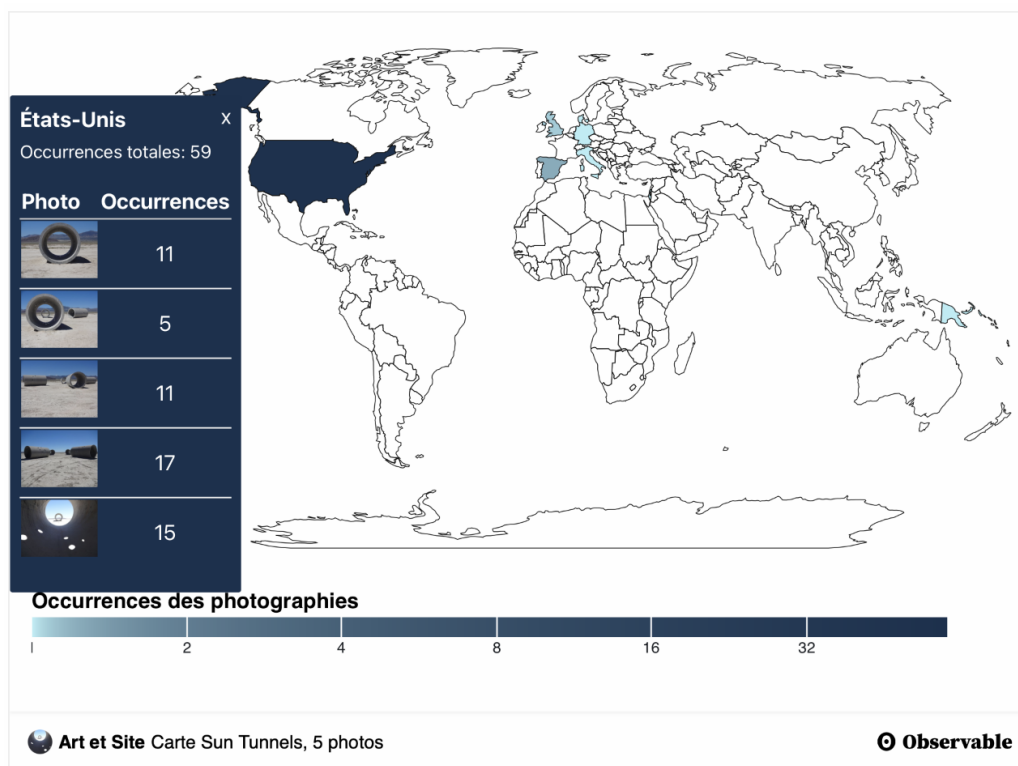 États-Unis x
Occurrences totales: 59
Photo Occurrences
11
5
11
17
15
Occurrences des photographies
2 4 8 16 32
Art et Site Carte Sun Tunnels, 5 photos
Observable